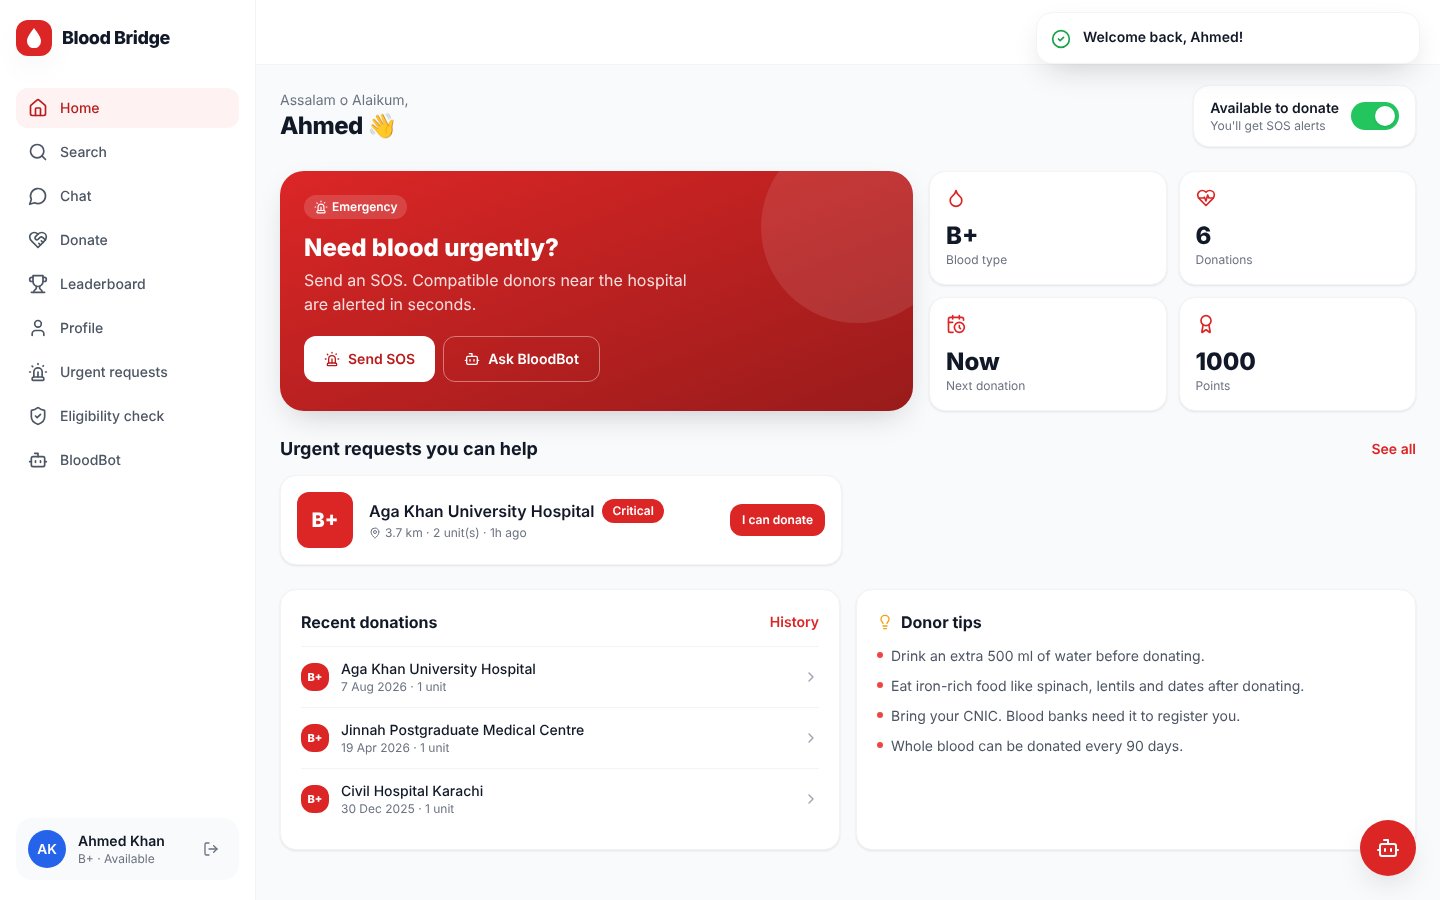 Blood Bridge
Home
Search
Chat
Donate
Leaderboard
Profile
Urgent requests
Eligibility check
BloodBot
AK
Ahmed Khan
B+ · Available
Welcome back, Ahmed!
Assalam o Alaikum,
Ahmed 👋
Available to donate
You'll get SOS alerts
Emergency
Need blood urgently?
Send an SOS. Compatible donors near the hospital
are alerted in seconds.
Send SOS
Ask BloodBot
B+
Blood type
6
Donations
Now
Next donation
1000
Points
Urgent requests you can help
See all
B+
Aga Khan University Hospital
Critical
3.7 km · 2 unit(s) · 1h ago
I can donate
Recent donations
History
B+
Aga Khan University Hospital
7 Aug 2026 · 1 unit
B+
Jinnah Postgraduate Medical Centre
19 Apr 2026 · 1 unit
B+
Civil Hospital Karachi
30 Dec 2025 · 1 unit
Donor tips
Drink an extra 500 ml of water before donating.
Eat iron-rich food like spinach, lentils and dates after donating.
Bring your CNIC. Blood banks need it to register you.
Whole blood can be donated every 90 days.